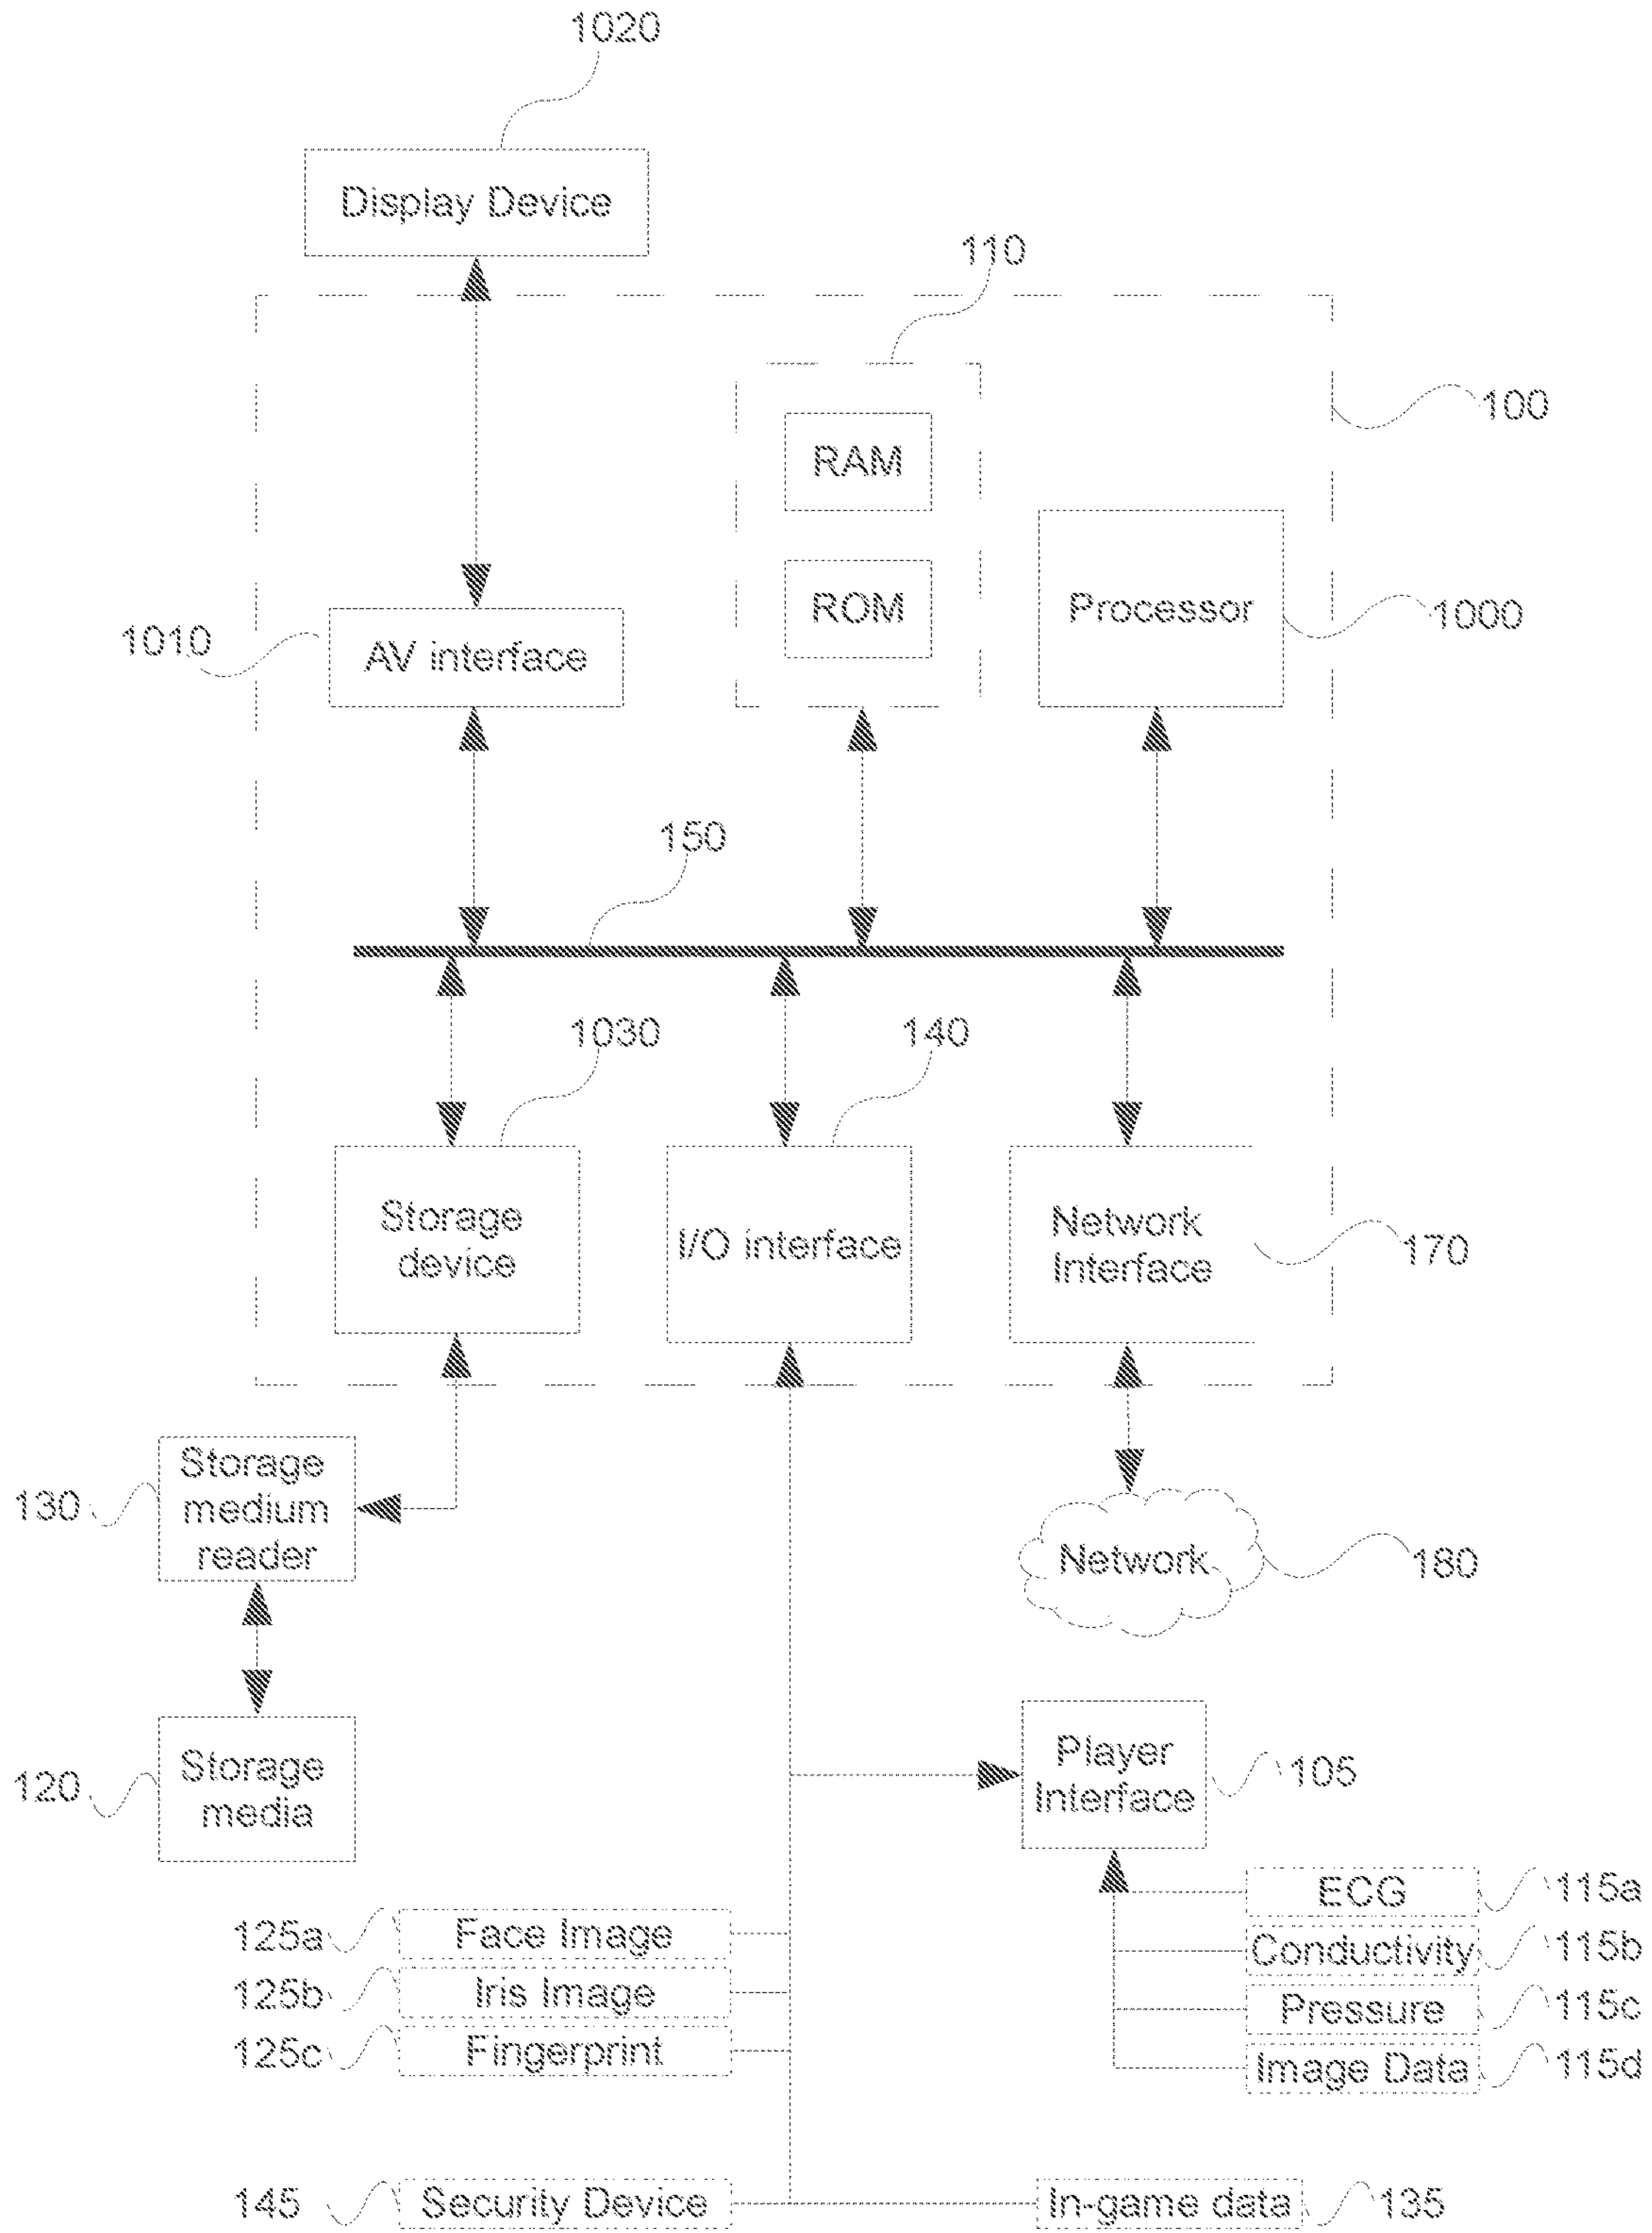 1020
Display Device
110
100
RAM
ROM
Processor
1000
1010
AV interface
150
1030
140
Storage
device
I/O interface
Network
Interface
170
130
Storage
medium
reader
Network
180
120
Storage
media
Player
Interface
105
ECG
115a
125a
Face Image
Conductivity
115b
125b
Iris Image
Pressure
115c
125c
Fingerprint
Image Data
115d
145
Security Device
In-game data
135